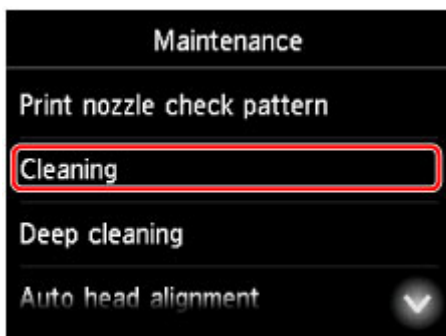 Maintenance
Print nozzle check pattern
Cleaning
Deep cleaning
Auto head alignment